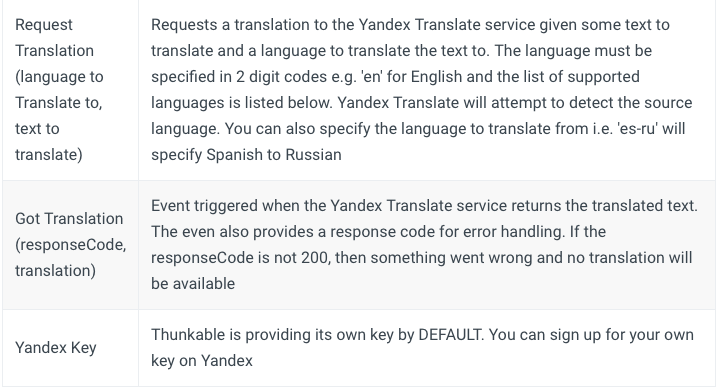 Request
Translation
(language to
Translate to,
text to
translate)
Requests a translation to the Yandex Translate service given some text to
translate and a language to translate the text to. The language must be
specified in 2 digit codes e.g. 'en' for English and the list of supported
languages is listed below. Yandex Translate will attempt to detect the source
language. You can also specify the language to translate from i.e. 'es-ru' will
specify Spanish to Russian
Got Translation
(responseCode,
translation)
Event triggered when the Yandex Translate service returns the translated text.
The even also provides a response code for error handling. If the
responseCode is not 200, then something went wrong and no translation will
be available
Yandex Key
Thunkable is providing its own key by DEFAULT. You can sign up for your own
key on Yandex